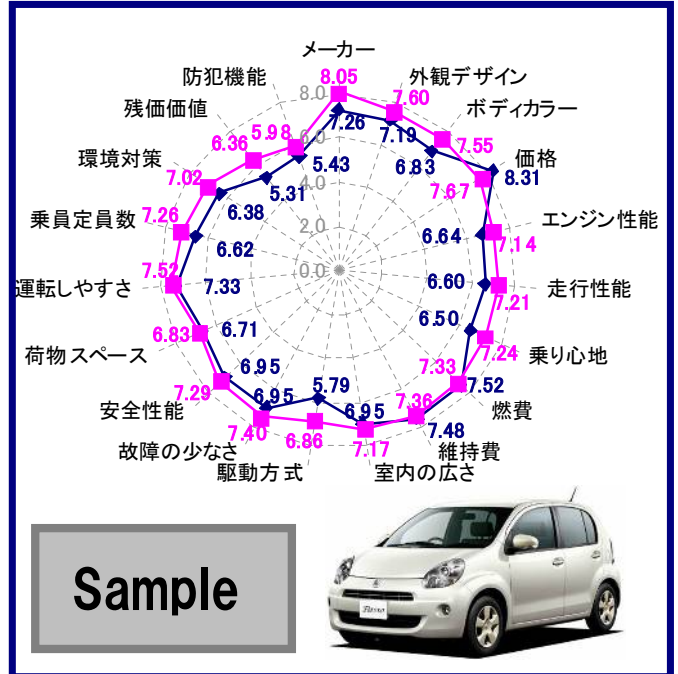 メーカー
8.05
防犯機能
外観デザイン
8.0
7.60
残価価値
ボディカラー
7.26
7.19
5.98
6.0
7.55
6.36
6.83
環境対策
5.43
価格
7.02
4.0
7.67
8.31
5.31
乗員定員数
6.38
エンジン性能
7.26
2.0
6.64
7.14
6.62
運転しやすさ
7.52
7.33
0.0
6.60
走行性能
7.21
6.50
荷物スペース
6.83
6.71
7.24
乗り心地
安全性能
7.29
6.95
7.33
7.52
燃費
故障の少なさ
7.40
6.95
5.79
6.95
7.36
7.48
維持費
駆動方式
6.86
7.17
室内の広さ
Sample